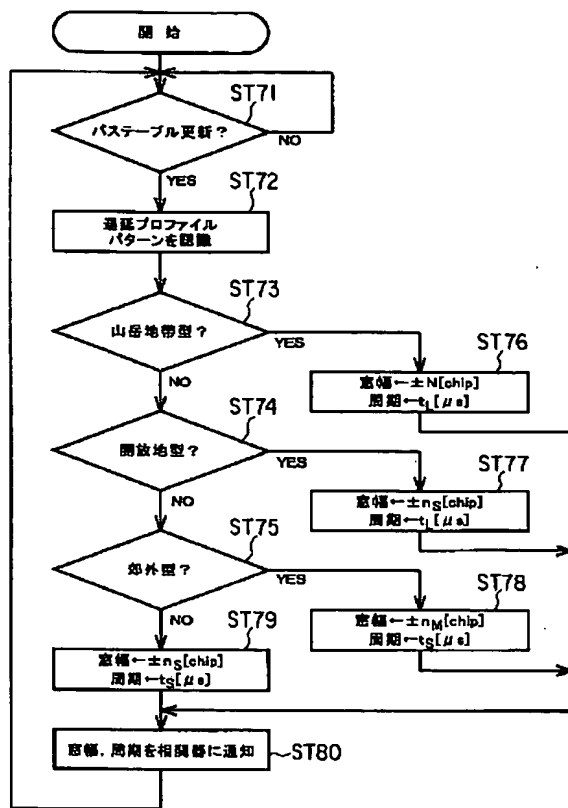 開始
ST71
パステーブル更新？
NO
YES
ST72
遅延プロファイル
パターンを認識
ST73
山岳地帯型？
YES
NO
ST76
窓幅←±N[chip]
周期←tL[μs]
ST74
開放地型？
YES
NO
ST77
窓幅←±nS[chip]
周期←tL[μs]
ST75
郊外型？
YES
NO
ST78
窓幅←±nM[chip]
周期←tS[μs]
ST79
窓幅←±nS[chip]
周期←tS[μs]
窓幅，周期を相関器に通知
ST80